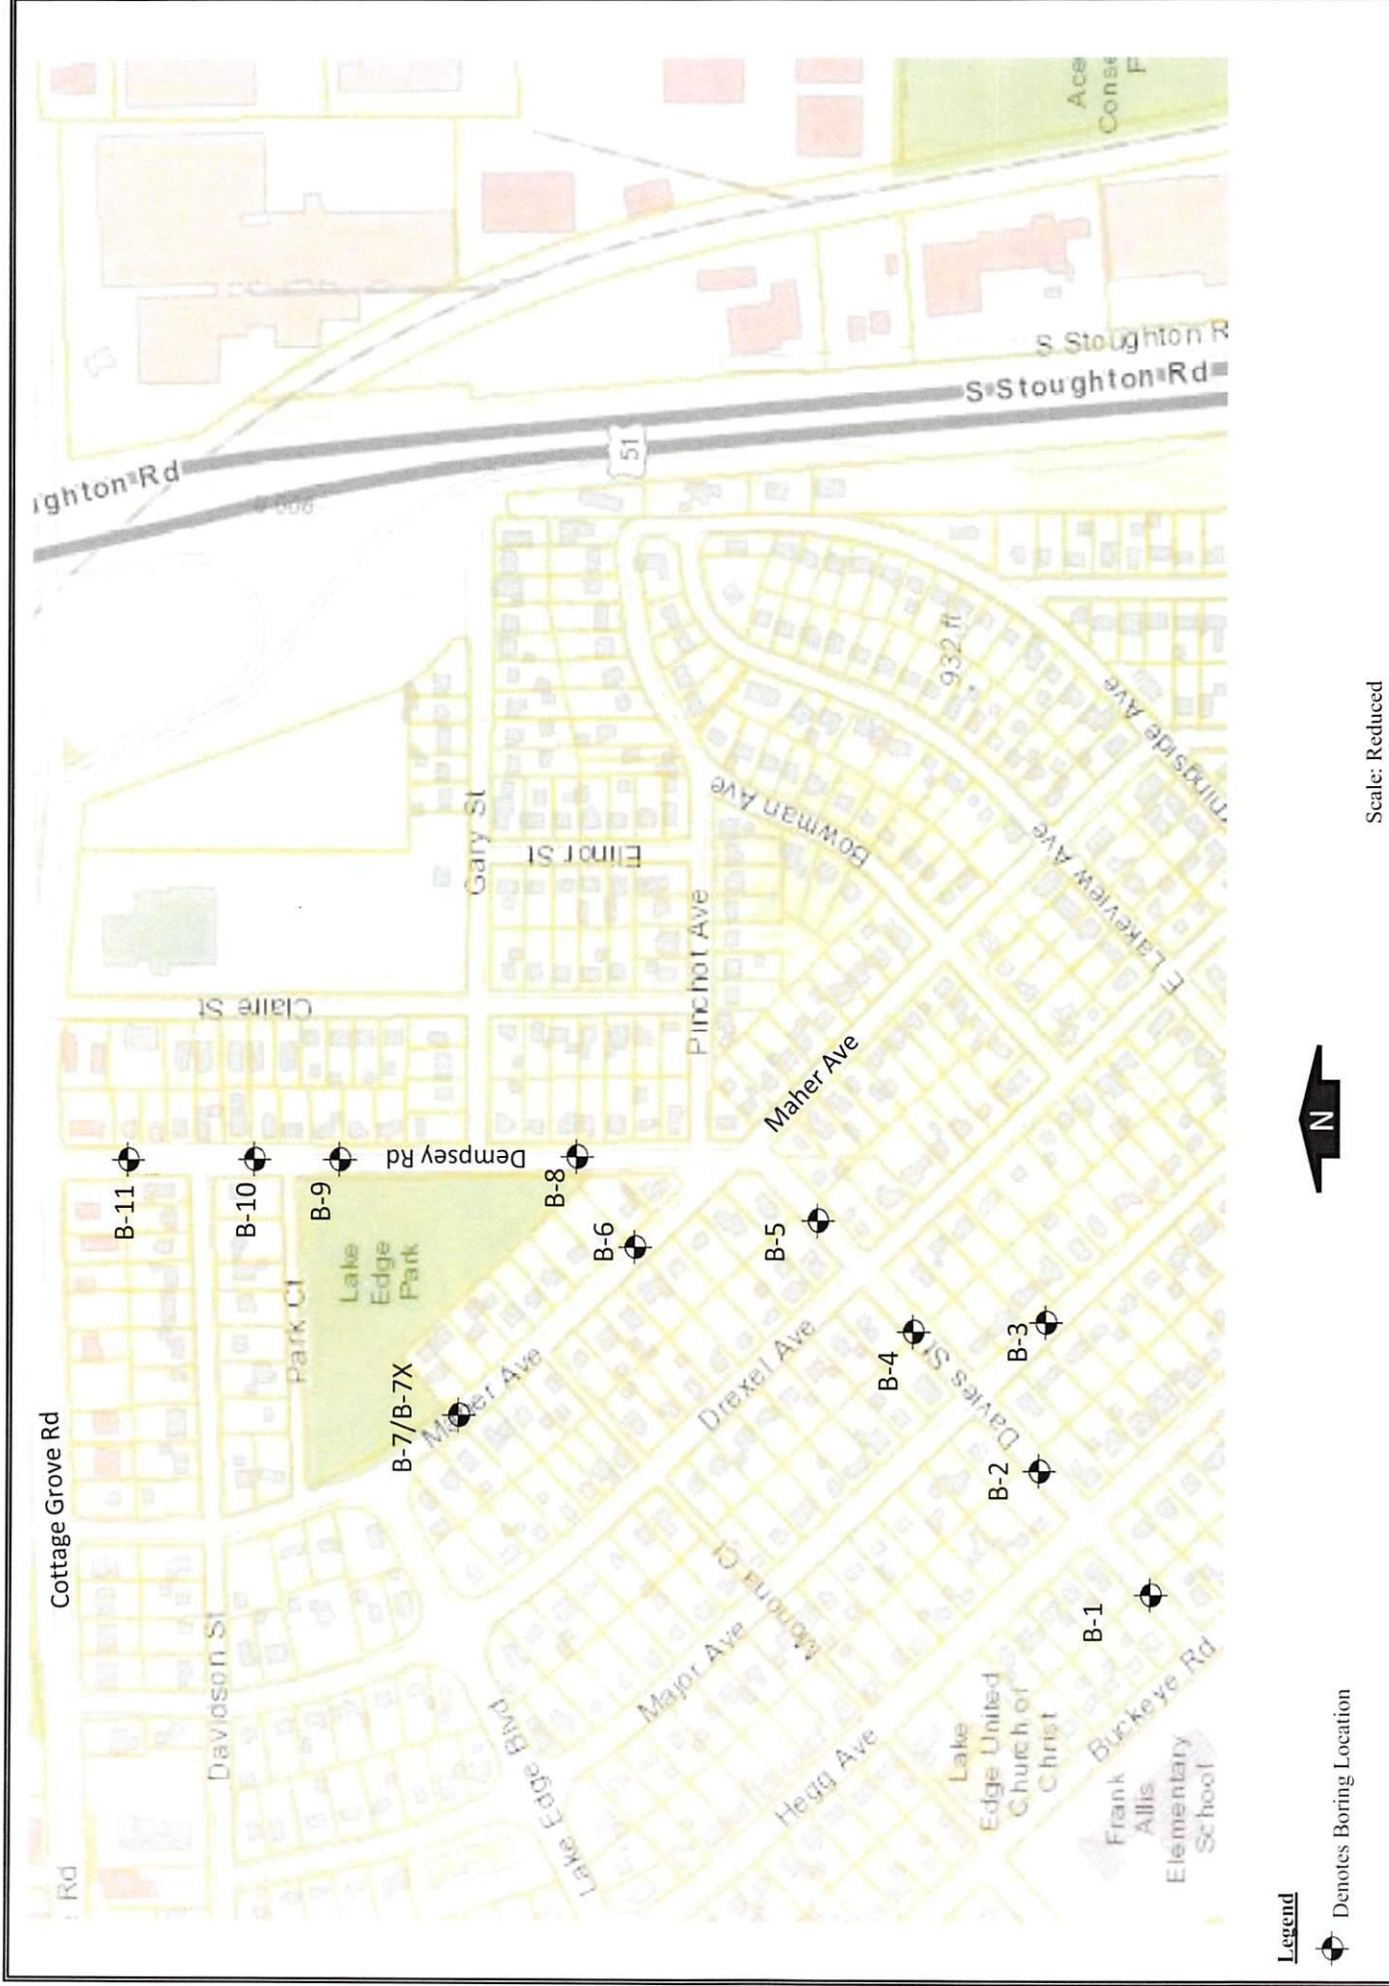 Cottage Grove Rd
Rd
ighton Rd
Davidson St
Park Ct
Claire St
B-11
B-10
B-9
Dempsey Rd
Lake
Edge
Park
B-8
B-7/B-7X
B-6
Maher Ave
Gary St
Elinor St
Pinchot Ave
Bowman Ave
51
S Stoughton Rd
S Stoughton R
Ace
Conse
P
932 ft
Maher Ave
E Lakeview Ave
Ave
rningside Ave
B-5
Drexel Ave
B-4
Davies St
B-3
B-2
Lake Edge Blvd
Major Ave
Monona Ct
Hegg Ave
B-1
Lake
Edge United
Church of
Christ
Buckeye Rd
Frank
Allis
Elementary
School
Legend
Denotes Boring Location
N
Scale: Reduced